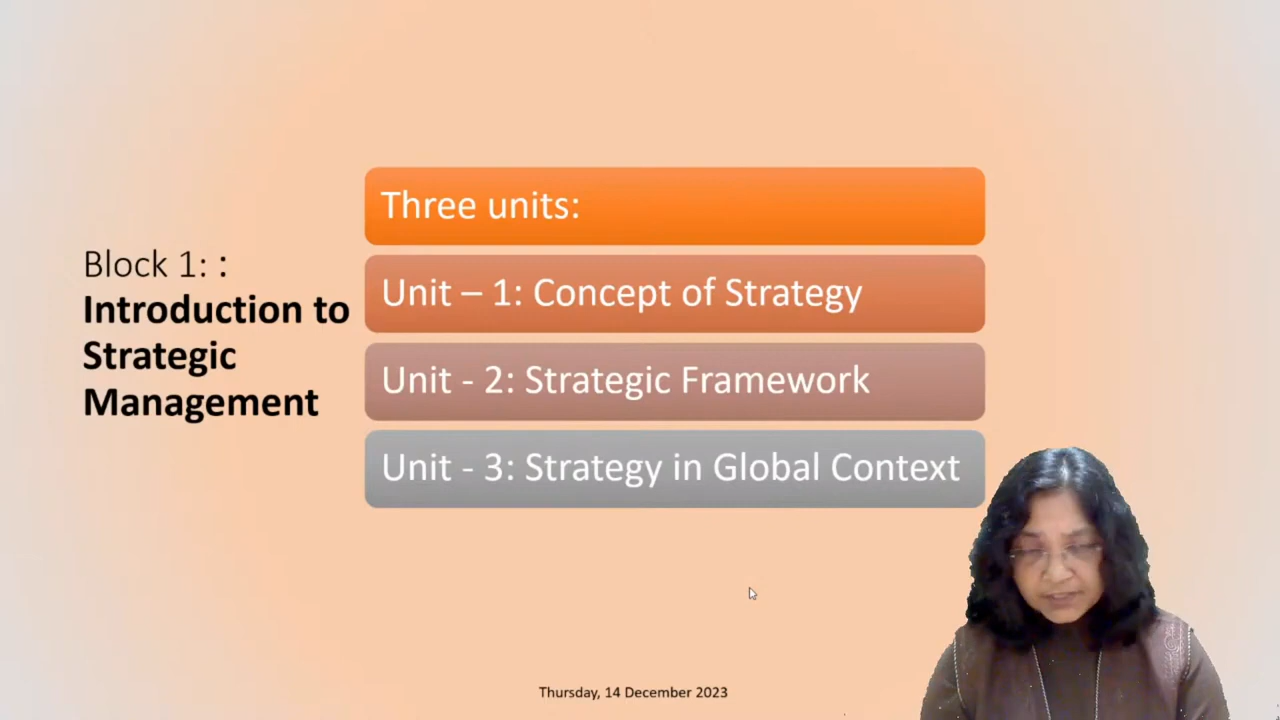 Block 1: :
Introduction to
Strategic
Management
Three units:
Unit – 1: Concept of Strategy
Unit - 2: Strategic Framework
Unit - 3: Strategy in Global Context
Thursday, 14 December 2023